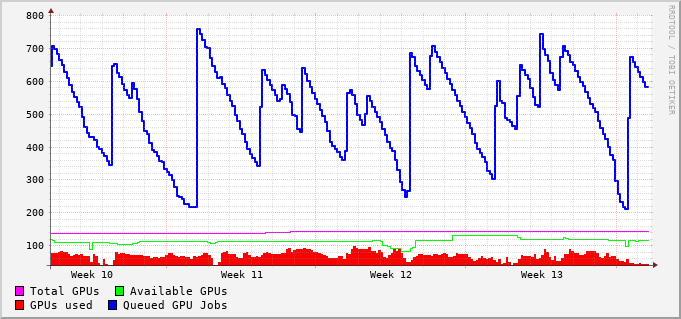 800
700
600
500
400
300
200
100
Week 10 Week 11 Week 12 Week 13
Total GPUs Available GPUs
GPUs used Queued GPU Jobs
RRDTOOL / TOBI OETIKER